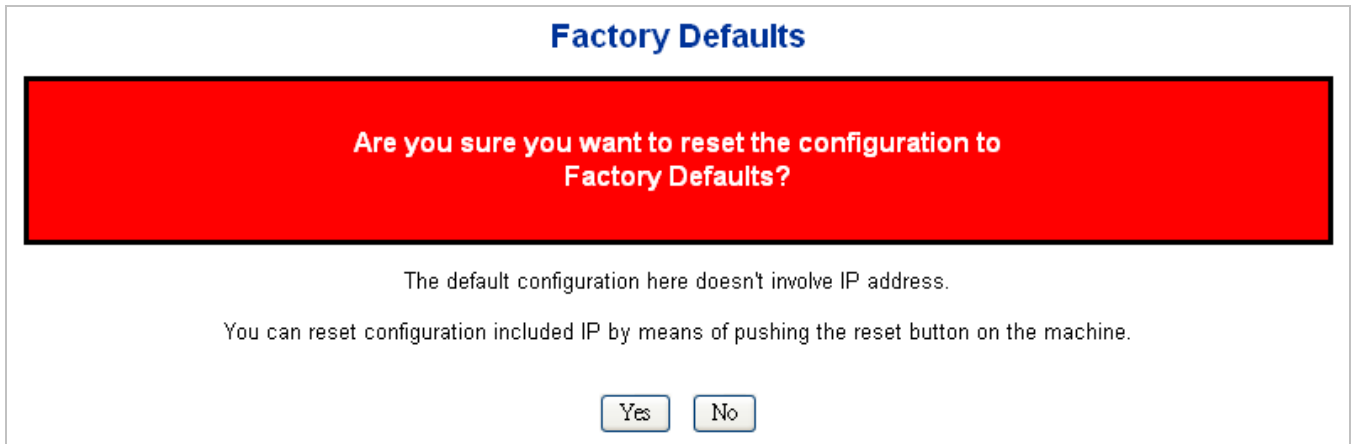 Factory Defaults
Are you sure you want to reset the configuration to
Factory Defaults?
The default configuration here doesn't involve IP address.
You can reset configuration included IP by means of pushing the reset button on the machine.
Yes No